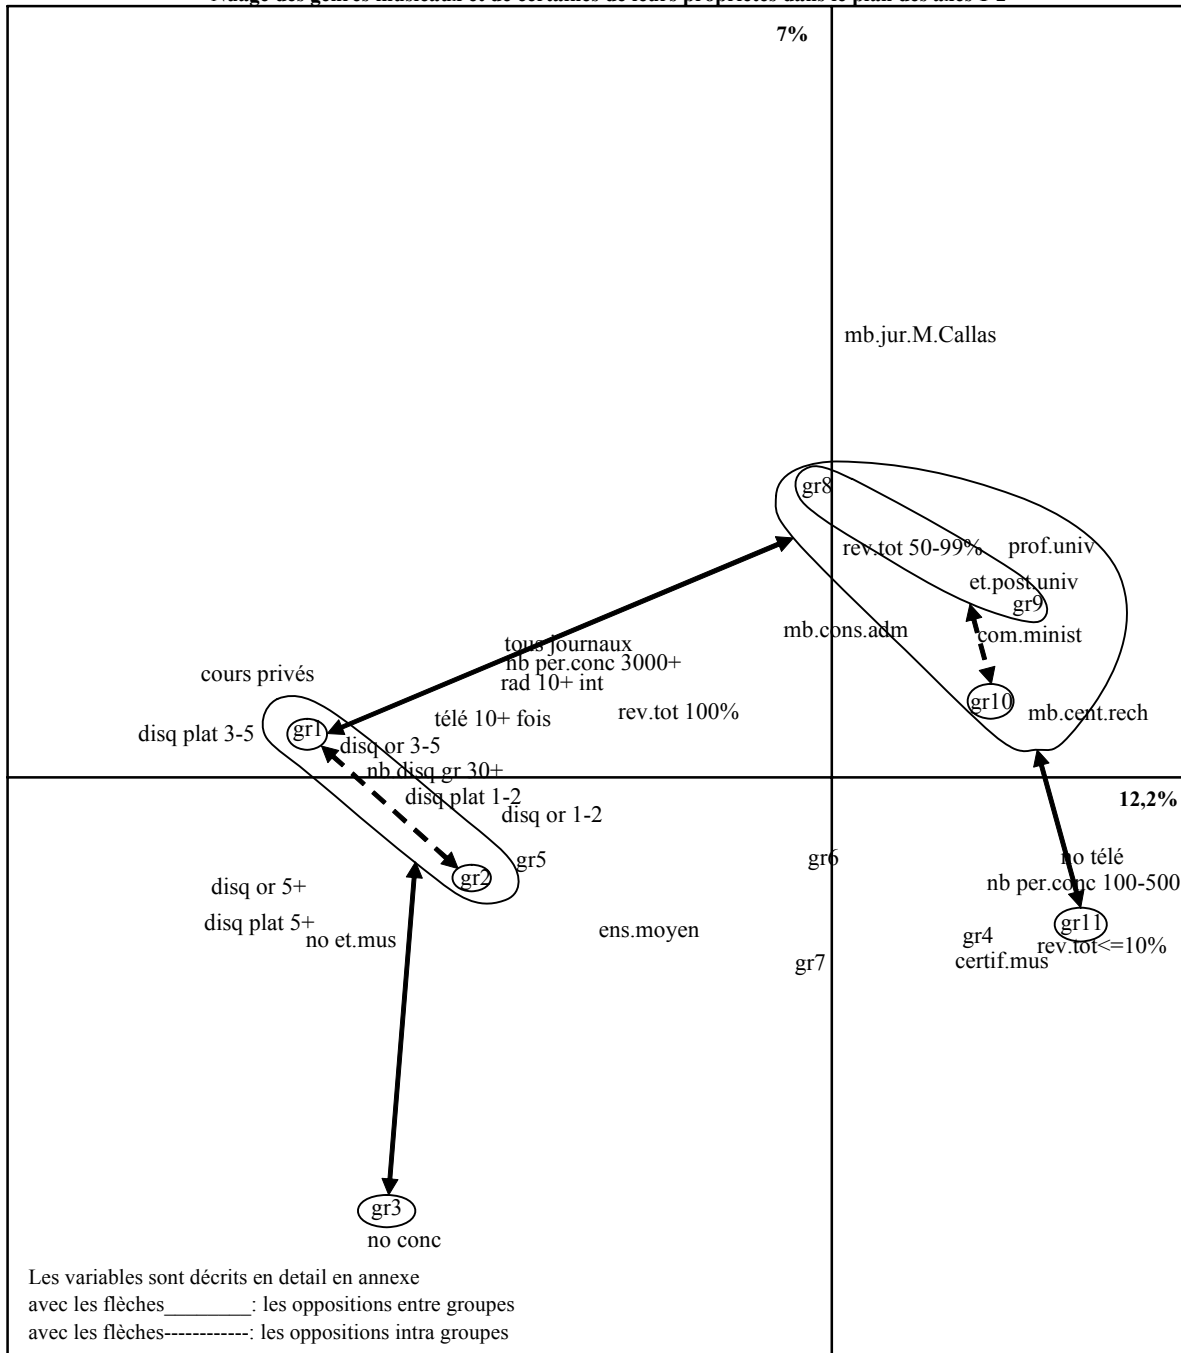 Nuage des genres musicaux et de certaines de leurs propriétés dans le plan des axes 1-2
7%
mb.jur.M.Callas
gr8
rev.tot 50-99%
prof.univ
et.post.univ
gr9
mb.cons.adm
com.minist
tous journaux
nb per.conc 3000+
cours privés
rad 10+ int
gr10
mb.cent.rech
télé 10+ fois
rev.tot 100%
disq plat 3-5
gr1
disq or 3-5
nb disq gr 30+
disq plat 1-2
12,2%
disq or 1-2
gr5
gr6
no télé
gr2
nb per.conc 100-500
disq or 5+
disq plat 5+
gr11
no et.mus
ens.moyen
gr4
rev.tot<=10%
gr7
certif.mus
gr3
no conc
Les variables sont décrits en detail en annexe
avec les flèches________: les oppositions entre groupes
avec les flèches------------: les oppositions intra groupes